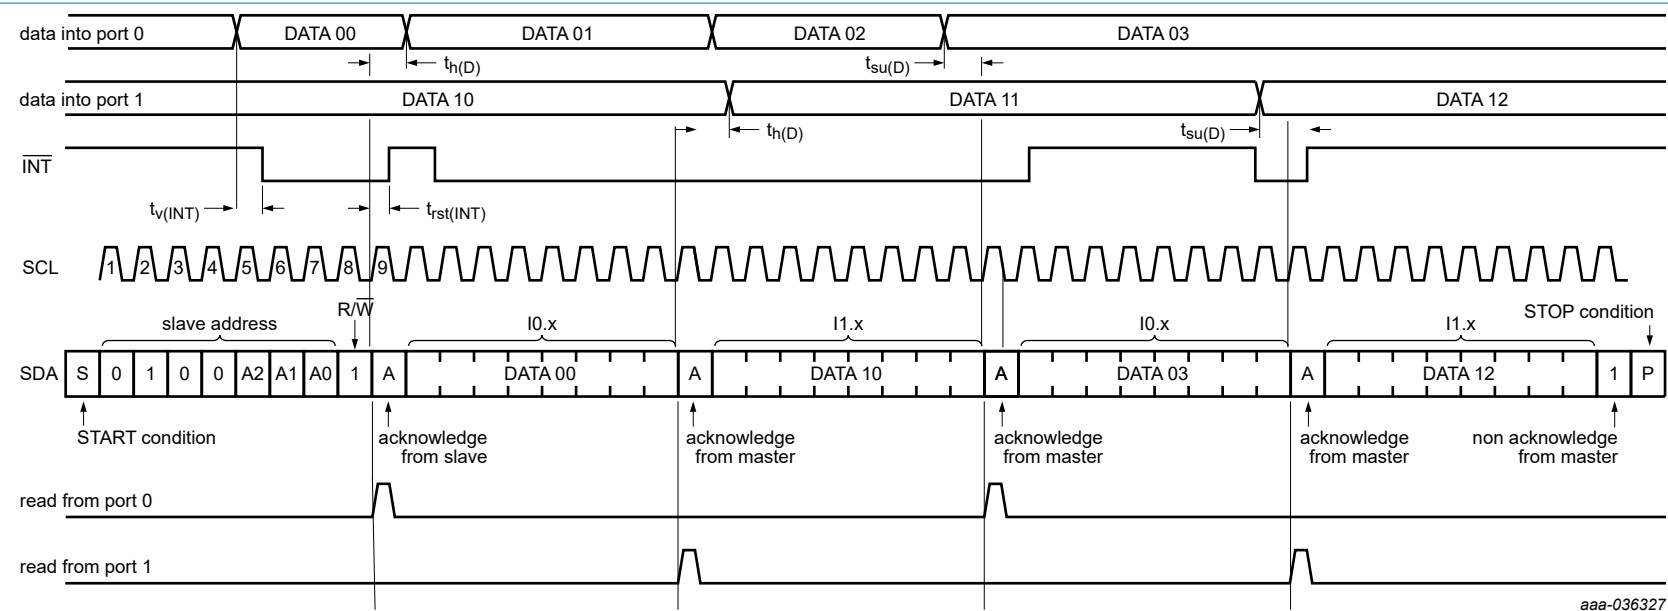 data into port 0 DATA 00 DATA 01 DATA 02 DATA 03
th(D) tsu(D)
data into port 1 DATA 10 DATA 11 DATA 12
th(D) tsu(D)
INT
tv(INT) trst(INT)
SCL 1 2 3 4 5 6 7 8 9
R/W
slave address I0.x I1.x I0.x I1.x STOP condition
SDA S 0 1 0 0 A2 A1 A0 1 A DATA 00 A DATA 10 A DATA 03 A DATA 12 1 P
START condition acknowledge acknowledge acknowledge acknowledge non acknowledge
from slave from master from master from master from master
read from port 0
read from port 1
aaa-036327